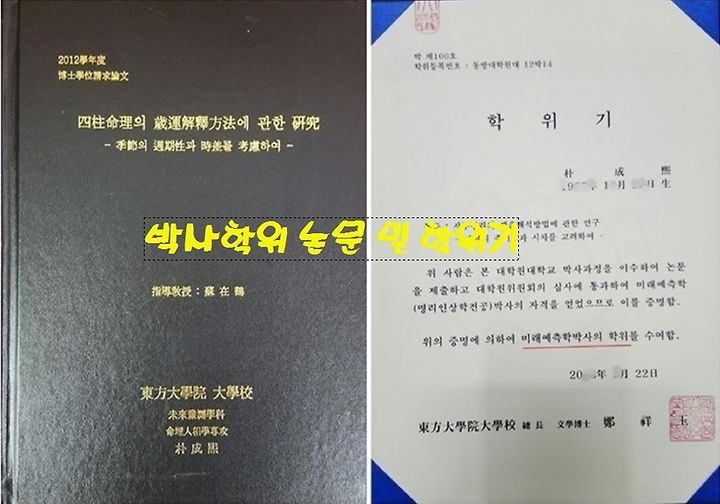 2012學年度
博士學位請求論文
四柱命理의 歲運解釋方法에 관한 硏究
- 季節의 週期性과 時差를 考慮하여 -
指導敎授 : 蘇在鶴
東方大學院 大學校
未來豫測學科
命理人相學專攻
朴成熙
박사학위 논문 및 학위기
박 제100호
학위등록번호 : 동방대학원대 12박14
학위기
朴成熙
日生
해석방법에 관한 연구
과 시차를 고려하여 -
위 사람은 본 대학원대학교 박사과정을 이수하여 논문
을 제출하고 대학원위원회의 심사에 통과하여 미래예측학
(명리인상학전공)박사의 자격을 얻었으므로 이를 증명함.
위의 증명에 의하여 미래예측학박사의 학위를 수여함.
20 년 월 22일
東方大學院大學校 總長 文學博士 鄭祥玉